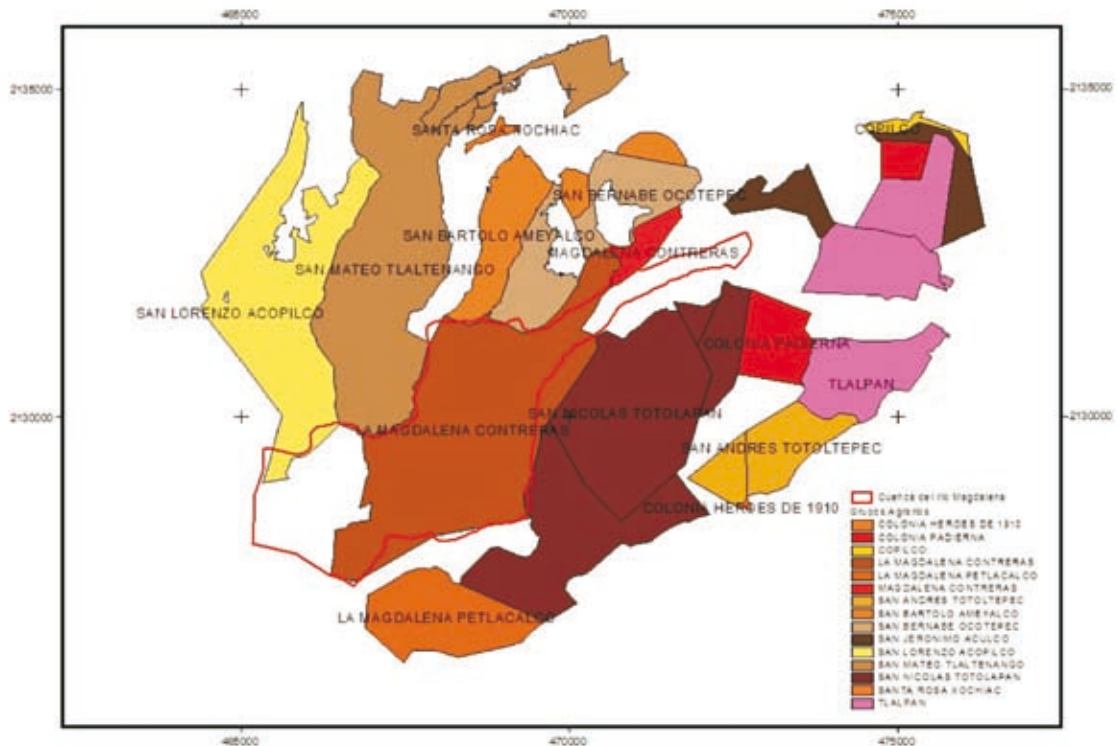 465000 470000 475000
2135000 2135000
COPILCO
SANTA ROSA XOCHIAC
SAN BERNABE OCOTEPEC
SAN BARTOLO AMEYALCO
MAGDALENA CONTRERAS
SAN MATEO TLALTENANGO
SAN LORENZO ACOPILCO
COLONIA PADIERNA
TLALPAN
2130000 2130000
SAN NICOLAS TOTOLAPAN
LA MAGDALENA CONTRERAS
SAN ANDRES TOTOLTEPEC
COLONIA HEROES DE 1910
LA MAGDALENA PETLACALCO
Cuenca del río Magdalena
Grupos Agrarios
COLONIA HEROES DE 1910
COLONIA PADIERNA
COPILCO
LA MAGDALENA CONTRERAS
LA MAGDALENA PETLACALCO
MAGDALENA CONTRERAS
SAN ANDRES TOTOLTEPEC
SAN BARTOLO AMEYALCO
SAN BERNABE OCOTEPEC
SAN JERONIMO ACULCO
SAN LORENZO ACOPILCO
SAN MATEO TLALTENANGO
SAN NICOLAS TOTOLAPAN
SANTA ROSA XOCHIAC
TLALPAN
465000 470000 475000